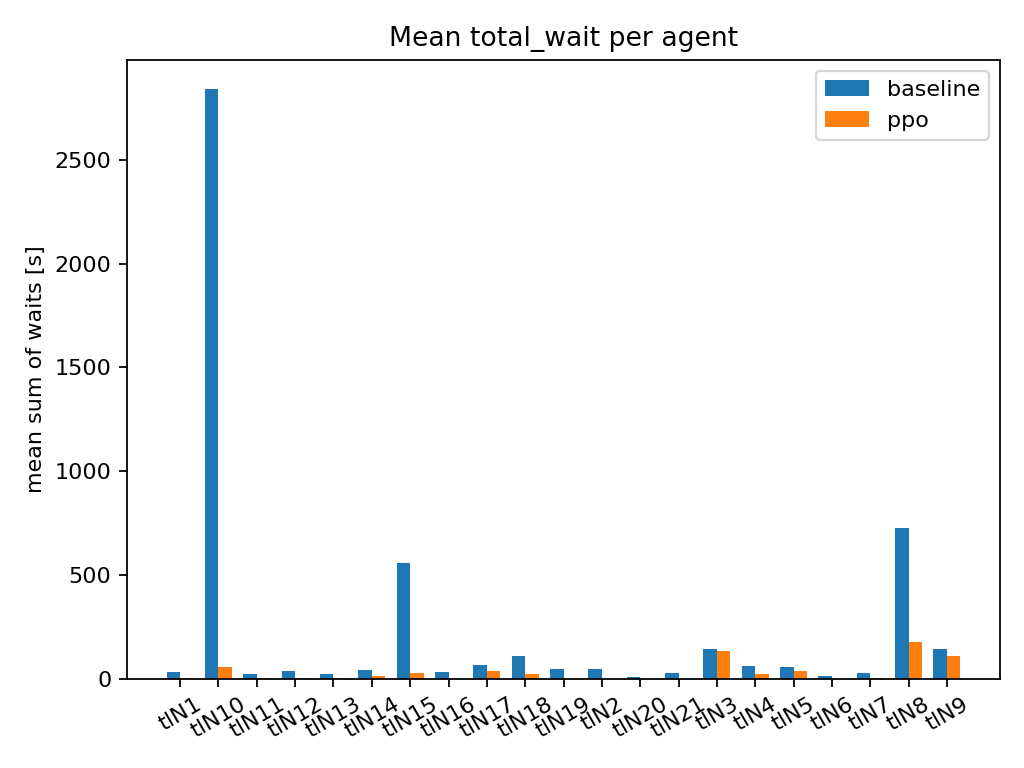 Mean total_wait per agent
baseline
ppo
mean sum of waits [s]
2500
2000
1500
1000
500
0
tlN1
tlN10
tlN11
tlN12
tlN13
tlN14
tlN15
tlN16
tlN17
tlN18
tlN19
tlN2
tlN20
tlN21
tlN3
tlN4
tlN5
tlN6
tlN7
tlN8
tlN9